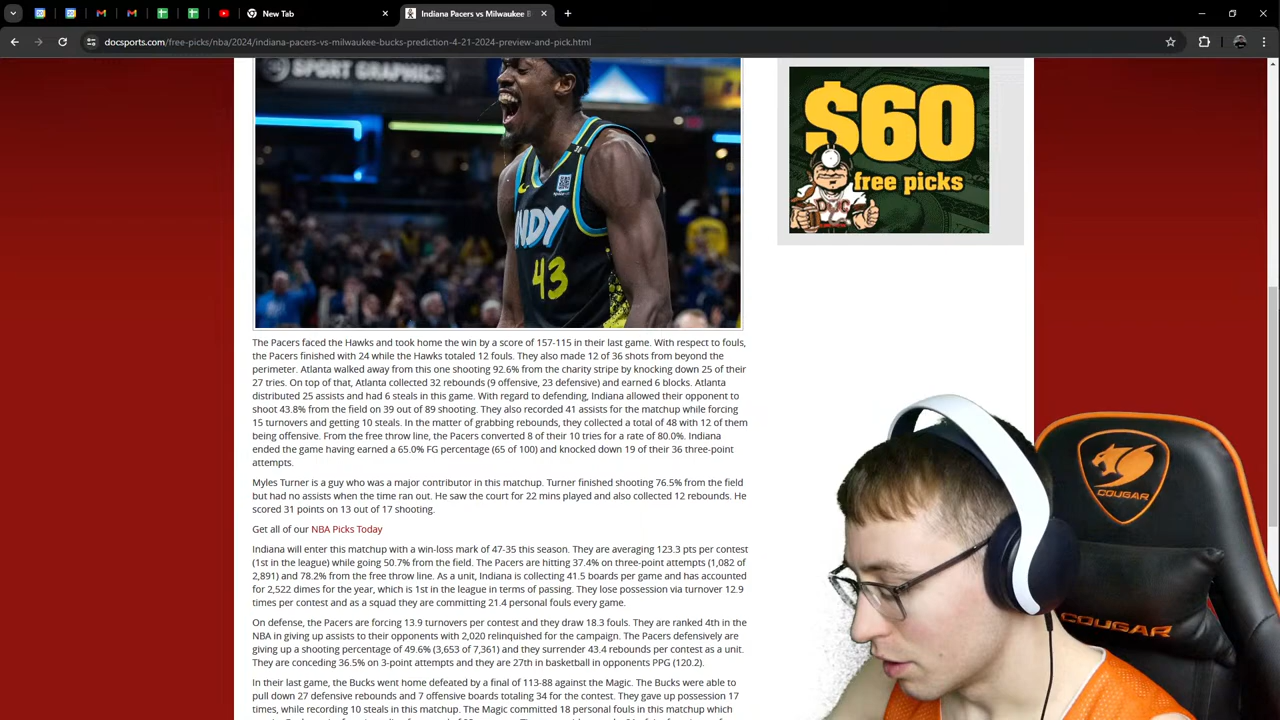 New Tab
Indiana Pacers vs Milwaukee B
docsports.com/free-picks/nba/2024/indiana-pacers-vs-milwaukee-bucks-prediction-4-21-2024-preview-and-pick.html
SPORT GRAPHICS
INDY
43
$60
free picks
The Pacers faced the Hawks and took home the win by a score of 157-115 in their last game. With respect to fouls,
the Pacers finished with 24 while the Hawks totaled 12 fouls. They also made 12 of 36 shots from beyond the
perimeter. Atlanta walked away from this one shooting 92.6% from the charity stripe by knocking down 25 of their
27 tries. On top of that, Atlanta collected 32 rebounds (9 offensive, 23 defensive) and earned 6 blocks. Atlanta
distributed 25 assists and had 6 steals in this game. With regard to defending, Indiana allowed their opponent to
shoot 43.8% from the field on 39 out of 89 shooting. They also recorded 41 assists for the matchup while forcing
15 turnovers and getting 10 steals. In the matter of grabbing rebounds, they collected a total of 48 with 12 of them
being offensive. From the free throw line, the Pacers converted 8 of their 10 tries for a rate of 80.0%. Indiana
ended the game having earned a 65.0% FG percentage (65 of 100) and knocked down 19 of their 36 three-point
attempts.
Myles Turner is a guy who was a major contributor in this matchup. Turner finished shooting 76.5% from the field
but had no assists when the time ran out. He saw the court for 22 mins played and also collected 12 rebounds. He
scored 31 points on 13 out of 17 shooting.
Get all of our NBA Picks Today
Indiana will enter this matchup with a win-loss mark of 47-35 this season. They are averaging 123.3 pts per contest
(1st in the league) while going 50.7% from the field. The Pacers are hitting 37.4% on three-point attempts (1,082 of
2,891) and 78.2% from the free throw line. As a unit, Indiana is collecting 41.5 boards per game and has accounted
for 2,522 dimes for the year, which is 1st in the league in terms of passing. They lose possession via turnover 12.9
times per contest and as a squad they are committing 21.4 personal fouls every game.
On defense, the Pacers are forcing 13.9 turnovers per contest and they draw 18.3 fouls. They are ranked 4th in the
NBA in giving up assists to their opponents with 2,020 relinquished for the campaign. The Pacers defensively are
giving up a shooting percentage of 49.6% (3,653 of 7,361) and they surrender 43.4 rebounds per contest as a unit.
They are conceding 36.5% on 3-point attempts and they are 27th in basketball in opponents PPG (120.2).
In their last game, the Bucks went home defeated by a final of 113-88 against the Magic. The Bucks were able to
pull down 27 defensive rebounds and 7 offensive boards totaling 34 for the contest. They gave up possession 17
times, while recording 10 steals in this matchup. The Magic committed 18 personal fouls in this matchup which
COUGAR
COUGAR